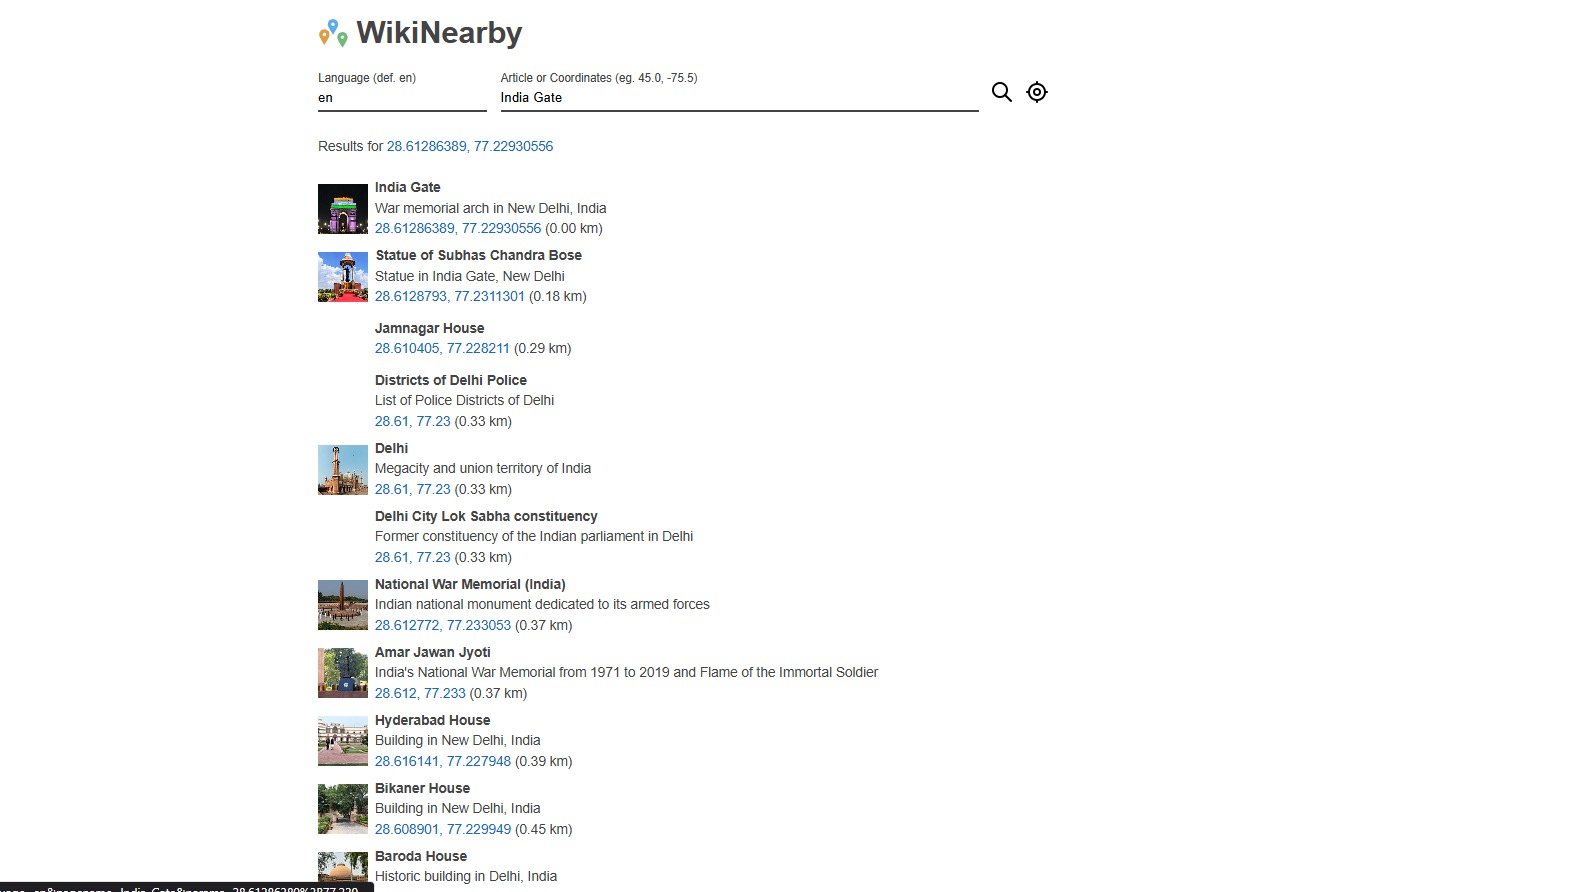 WikiNearby
Language (def. en)
en
Article or Coordinates (eg. 45.0, -75.5)
India Gate
Results for 28.61286389, 77.22930556
India Gate
War memorial arch in New Delhi, India
28.61286389, 77.22930556 (0.00 km)
Statue of Subhas Chandra Bose
Statue in India Gate, New Delhi
28.6128793, 77.2311301 (0.18 km)
Jamnagar House
28.610405, 77.228211 (0.29 km)
Districts of Delhi Police
List of Police Districts of Delhi
28.61, 77.23 (0.33 km)
Delhi
Megacity and union territory of India
28.61, 77.23 (0.33 km)
Delhi City Lok Sabha constituency
Former constituency of the Indian parliament in Delhi
28.61, 77.23 (0.33 km)
National War Memorial (India)
Indian national monument dedicated to its armed forces
28.612772, 77.233053 (0.37 km)
Amar Jawan Jyoti
India's National War Memorial from 1971 to 2019 and Flame of the Immortal Soldier
28.612, 77.233 (0.37 km)
Hyderabad House
Building in New Delhi, India
28.616141, 77.227948 (0.39 km)
Bikaner House
Building in New Delhi, India
28.608901, 77.229949 (0.45 km)
Baroda House
Historic building in Delhi, India